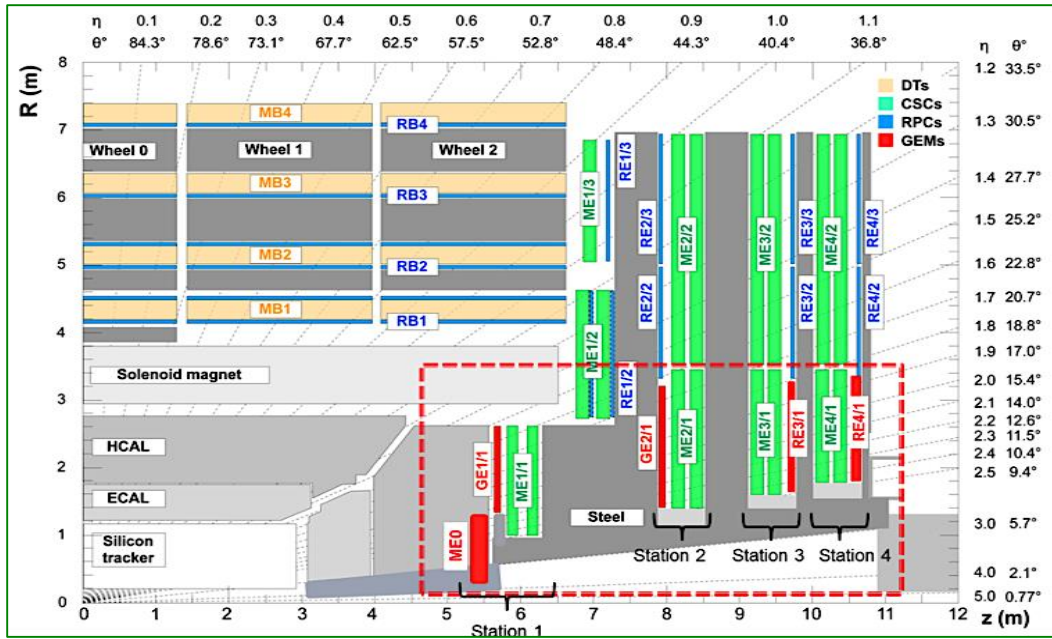 η 0.1 0.2 0.3 0.4 0.5 0.6 0.7 0.8 0.9 1.0 1.1
θ° 84.3° 78.6° 73.1° 67.7° 62.5° 57.5° 52.8° 48.4° 44.3° 40.4° 36.8° η θ°
R (m)
8
7
6
5
4
3
2
1
0
1.2 33.5°
1.3 30.5°
1.4 27.7°
1.5 25.2°
1.6 22.8°
1.7 20.7°
1.8 18.8°
1.9 17.0°
2.0 15.4°
2.1 14.0°
2.2 12.6°
2.3 11.5°
2.4 10.4°
2.5 9.4°
3.0 5.7°
4.0 2.1°
5.0 0.77°
DTs
CSCs
RPCs
GEMs
MB4
RB4
Wheel 0 Wheel 1 Wheel 2
MB3
RB3
MB2
RB2
MB1
RB1
ME1/3
RE1/3
RE2/3
ME2/2
ME3/2
RE3/3
ME4/2
RE4/3
RE2/2
RE3/2
RE4/2
ME1/2
RE1/2
Solenoid magnet
HCAL
ECAL
Silicon
tracker
GE1/1
ME1/1
GE2/1
ME2/1
ME3/1
RE3/1
ME4/1
RE4/1
ME0
Steel
Station 2
Station 3
Station 4
Station 1
0 1 2 3 4 5 6 7 8 9 10 11 12
z (m)